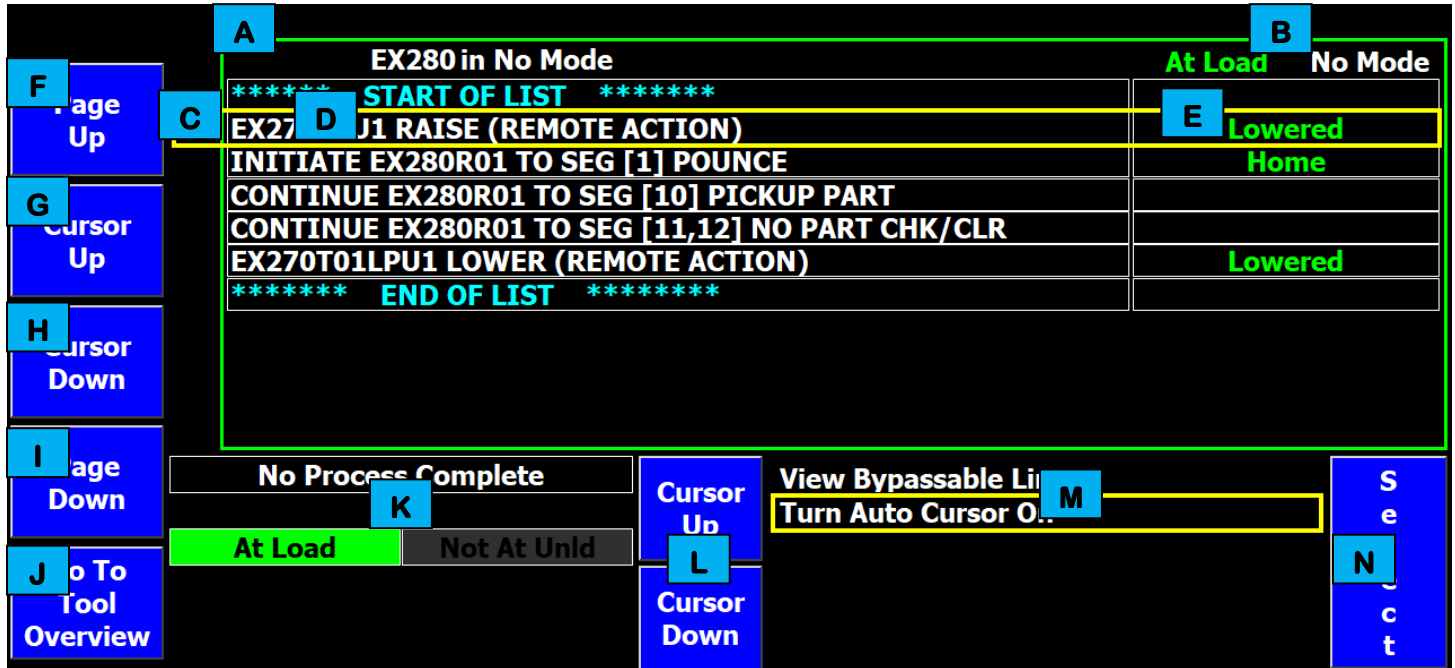 A
B
EX280 in No Mode
At Load No Mode
F
Page
Up
******* START OF LIST *******
C
D
RAISE (REMOTE ACTION)
E
Lowered
INITIATE EX280R01 TO SEG [1] POUNCE
Home
G
Cursor
Up
CONTINUE EX280R01 TO SEG [10] PICKUP PART
CONTINUE EX280R01 TO SEG [11,12] NO PART CHK/CLR
EX270T01LPU1 LOWER (REMOTE ACTION)
Lowered
******* END OF LIST ********
H
Cursor
Down
I
Page
Down
J
Go To
Tool
Overview
No Process Complete
K
At Load
Not At Unld
Cursor
Up
L
Cursor
Down
View Bypassable
M
Turn Auto Cursor On
N
Select